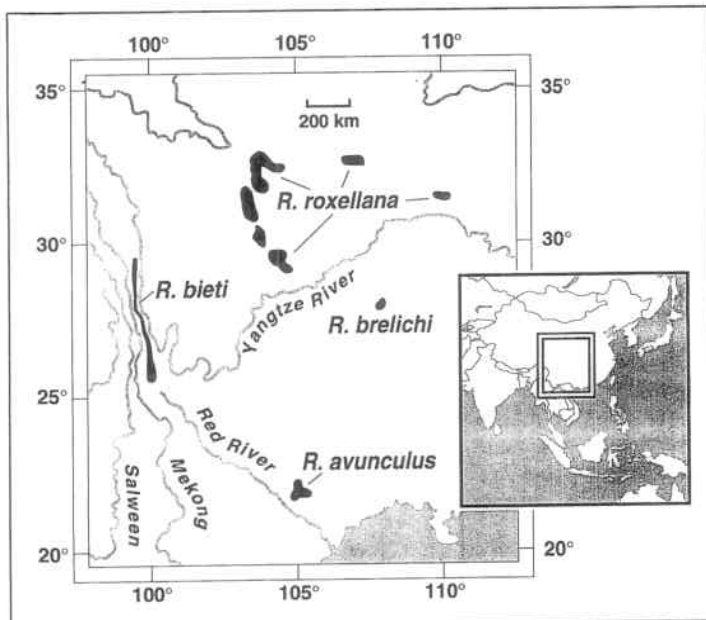 100° 105° 110°
35° 35°
200 km
R. roxellana
30° 30°
R. bieti
Yangtze River
R. brelichi
25°
Red River
R. avunculus
Salween
Mekong
20° 20°
100° 105° 110°